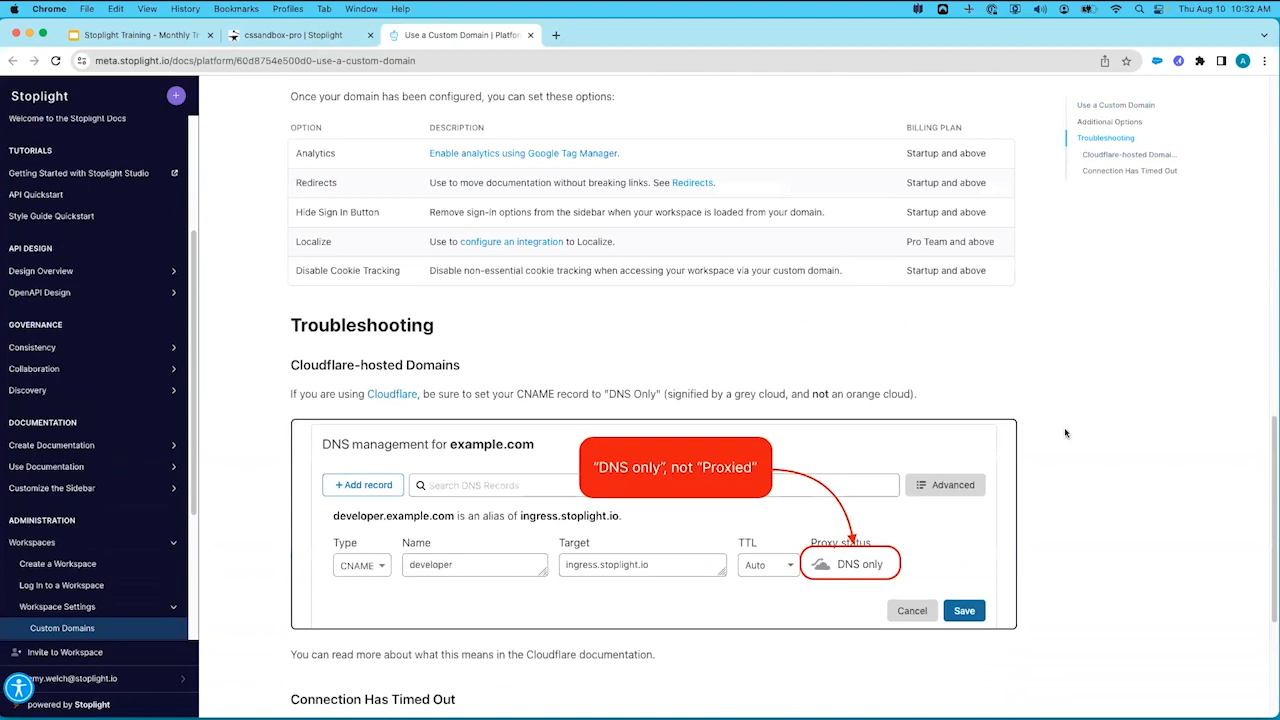 Chrome File Edit View History Bookmarks Profiles Tab Window Help Thu Aug 10 10:32 AM
Stoplight Training - Monthly Tr
cssandbox-pro | Stoplight
Use a Custom Domain | Platfor
meta.stoplight.io/docs/platform/60d8754e500d0-use-a-custom-domain
A
Stoplight
Welcome to the Stoplight Docs
TUTORIALS
Getting Started with Stoplight Studio
API Quickstart
Style Guide Quickstart
API DESIGN
Design Overview
OpenAPI Design
GOVERNANCE
Consistency
Collaboration
Discovery
DOCUMENTATION
Create Documentation
Use Documentation
Customize the Sidebar
ADMINISTRATION
Workspaces
Create a Workspace
Log In to a Workspace
Workspace Settings
Custom Domains
Invite to Workspace
emy.welch@stoplight.io
powered by Stoplight
Once your domain has been configured, you can set these options:
OPTION DESCRIPTION BILLING PLAN
Analytics Enable analytics using Google Tag Manager. Startup and above
Redirects Use to move documentation without breaking links. See Redirects. Startup and above
Hide Sign In Button Remove sign-in options from the sidebar when your workspace is loaded from your domain. Startup and above
Localize Use to configure an integration to Localize. Pro Team and above
Disable Cookie Tracking Disable non-essential cookie tracking when accessing your workspace via your custom domain. Startup and above
Troubleshooting
Cloudflare-hosted Domains
If you are using Cloudflare, be sure to set your CNAME record to "DNS Only" (signified by a grey cloud, and not an orange cloud).
DNS management for example.com
"DNS only", not "Proxied"
+ Add record Search DNS Records Advanced
developer.example.com is an alias of ingress.stoplight.io.
Type Name Target TTL Proxy status
CNAME developer ingress.stoplight.io Auto DNS only
Cancel Save
You can read more about what this means in the Cloudflare documentation.
Connection Has Timed Out
Use a Custom Domain
Additional Options
Troubleshooting
Cloudflare-hosted Domai...
Connection Has Timed Out